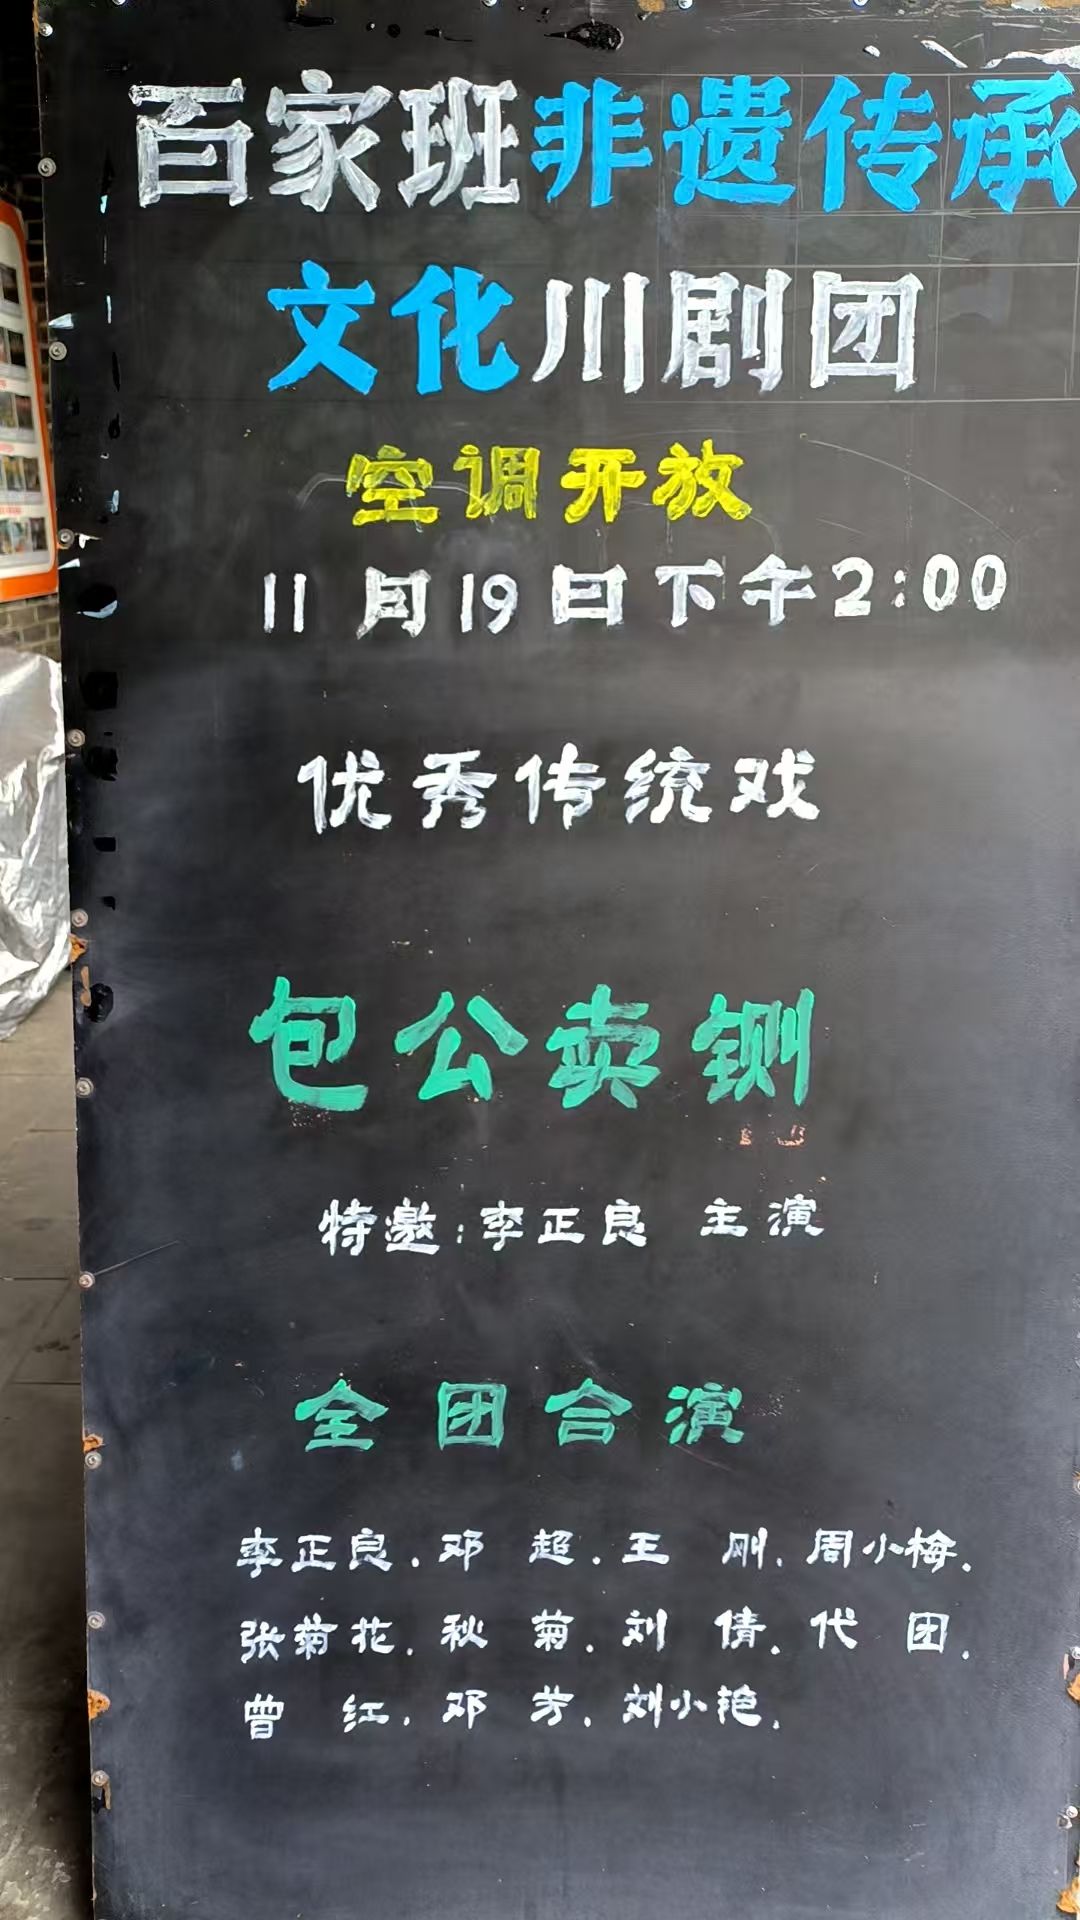 百家班非遗传承
文化川剧团
空调开放
11月19日下午2:00
优秀传统戏
包公卖铡
特邀:李正良 主演
全团合演
李正良.邓超.王刚.周小梅.
张菊花.秋菊.刘倩.代团.
曾红.邓芳.刘小艳.